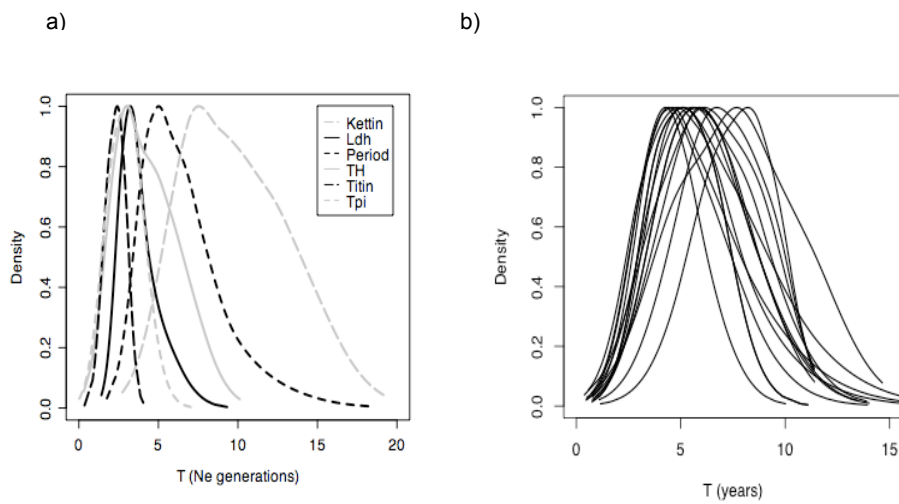 a)
b)
Density
0.0 0.2 0.4 0.6 0.8 1.0
Kettin
Ldh
Period
TH
Titin
Tpi
0 5 10 15 20
T (Ne generations)
Density
0.0 0.2 0.4 0.6 0.8 1.0
0 5 10 15
T (years)